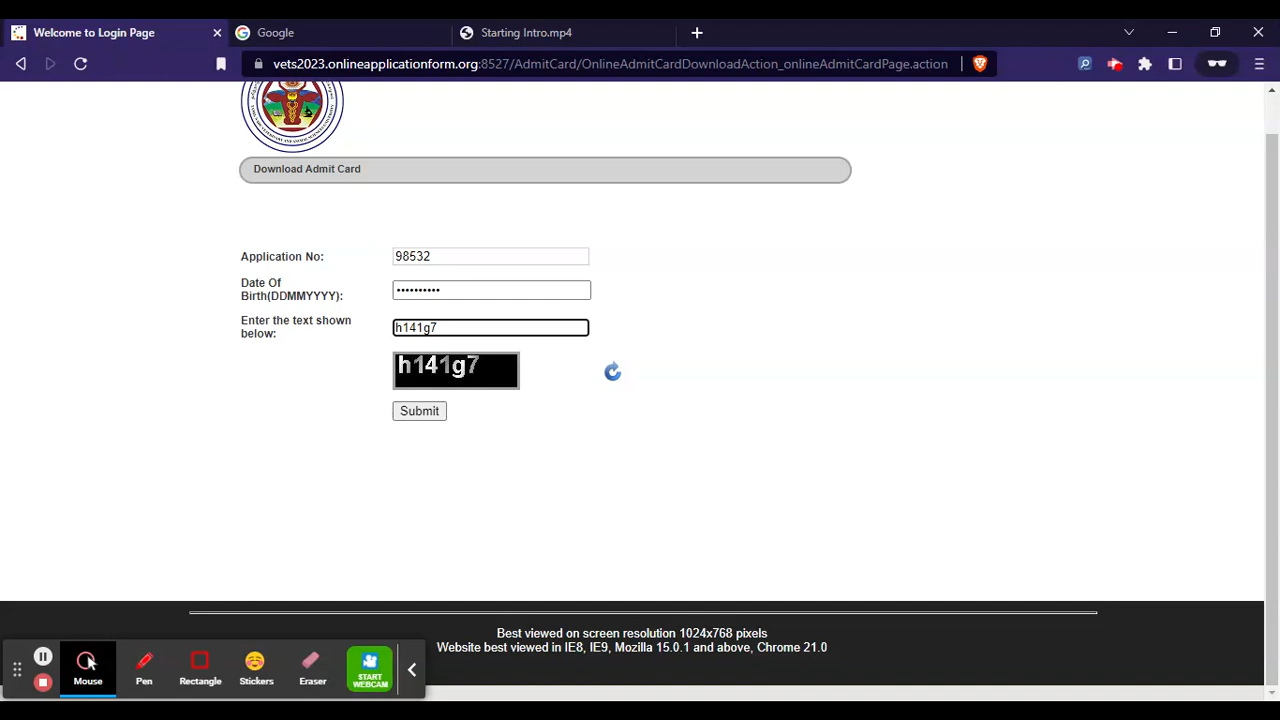 Welcome to Login Page
Google
Starting Intro.mp4
vets2023.onlineapplicationform.org:8527/AdmitCard/OnlineAdmitCardDownloadAction_onlineAdmitCardPage.action
Download Admit Card
Application No:
98532
Date Of
Birth(DDMMYYYY):
••••••••••
Enter the text shown
below:
h141g7
h141g7
Submit
Best viewed on screen resolution 1024x768 pixels
Website best viewed in IE8, IE9, Mozilla 15.0.1 and above, Chrome 21.0
Mouse
Pen
Rectangle
Stickers
Eraser
START
WEBCAM